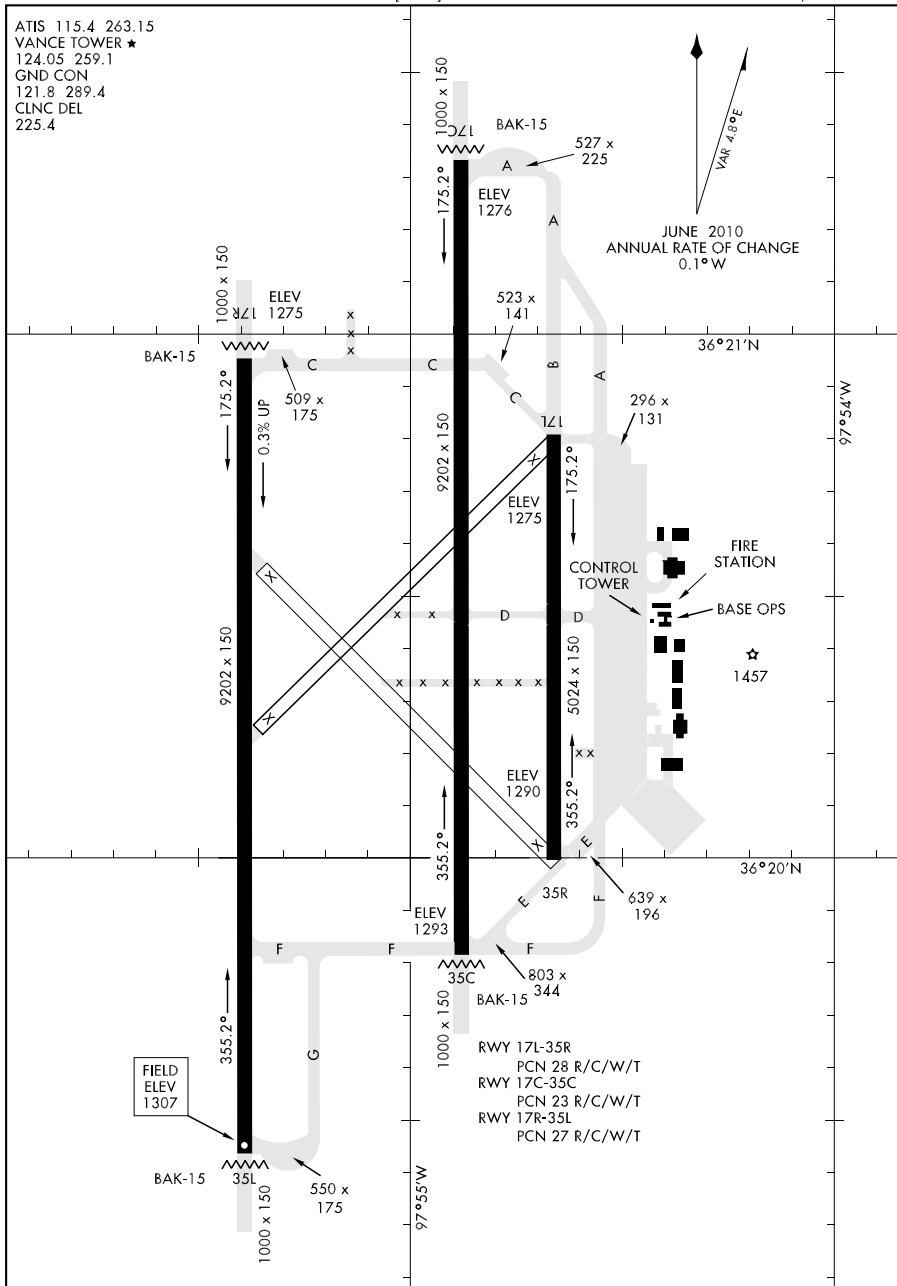 ATIS 115.4 263.15
VANCE TOWER ★
124.05 259.1
GND CON
121.8 289.4
CLNC DEL
225.4
1000 x 150
17C
BAK-15
527 x
225
A
VAR 4.8°E
175.2°
ELEV
1276
A
JUNE 2010
ANNUAL RATE OF CHANGE
0.1° W
1000 x 150
17R
ELEV
1275
x
x
x
523 x
141
36°21'N
BAK-15
C
C
C
B
A
509 x
175
175.2°
0.3% UP
9202 x 150
17L
296 x
131
97°54'W
X
175.2°
ELEV
1275
FIRE
STATION
CONTROL
TOWER
BASE OPS
X
x x
D
D
1457
9202 x 150
x x x x x x x
5024 x 150
X
x x
ELEV
1290
355.2°
355.2°
X
E
36°20'N
35R
E
F
639 x
196
ELEV
1293
F
F
F
35C
803 x
344
BAK-15
1000 x 150
355.2°
G
RWY 17L-35R
PCN 28 R/C/W/T
RWY 17C-35C
PCN 23 R/C/W/T
RWY 17R-35L
PCN 27 R/C/W/T
FIELD
ELEV
1307
BAK-15
35L
550 x
175
1000 x 150
97°55'W